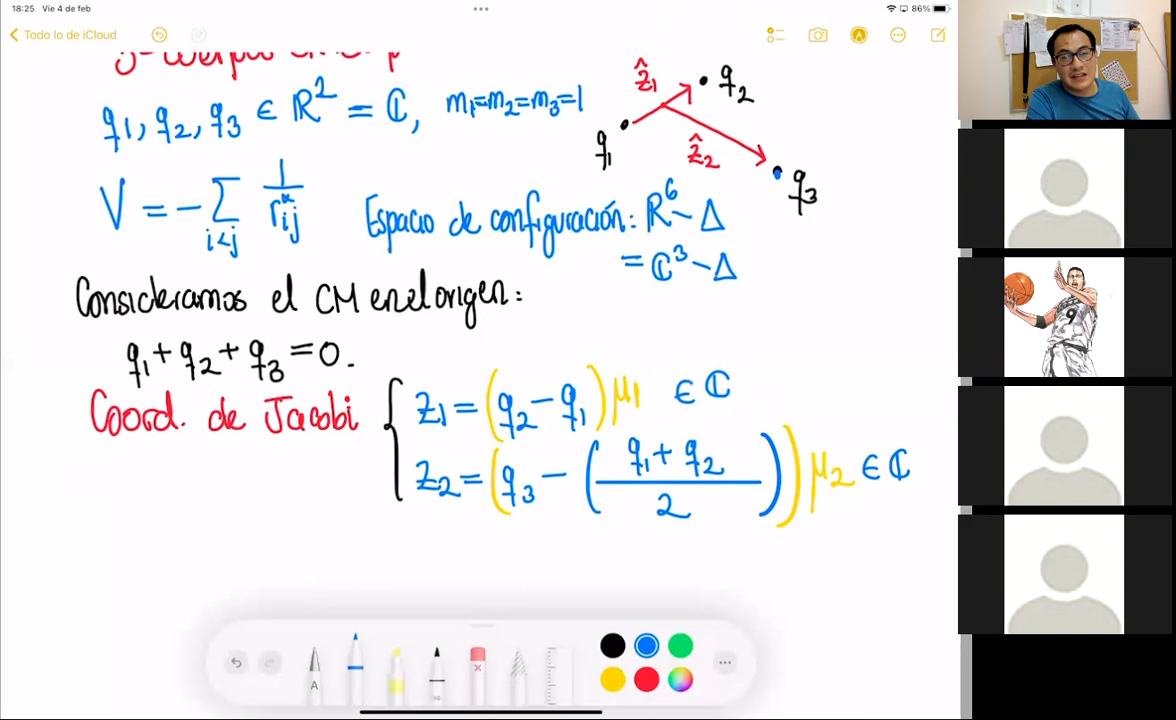 18:25 Vie 4 de feb
86%
Todo lo de iCloud
q1, q2, q3 ∈ ℝ² = ℂ, m1=m2=m3=1
ẑ1
q2
q1
ẑ2
q3
V = - Σ i<j 1/rij^α
Espacio de configuración: ℝ⁶ - Δ
= ℂ³ - Δ
Consideramos el CM en el origen:
q1 + q2 + q3 = 0.
Coord. de Jacobi
z1 = (q2 - q1) μ1 ∈ ℂ
z2 = (q3 - ((q1 + q2)/2)) μ2 ∈ ℂ
A
9